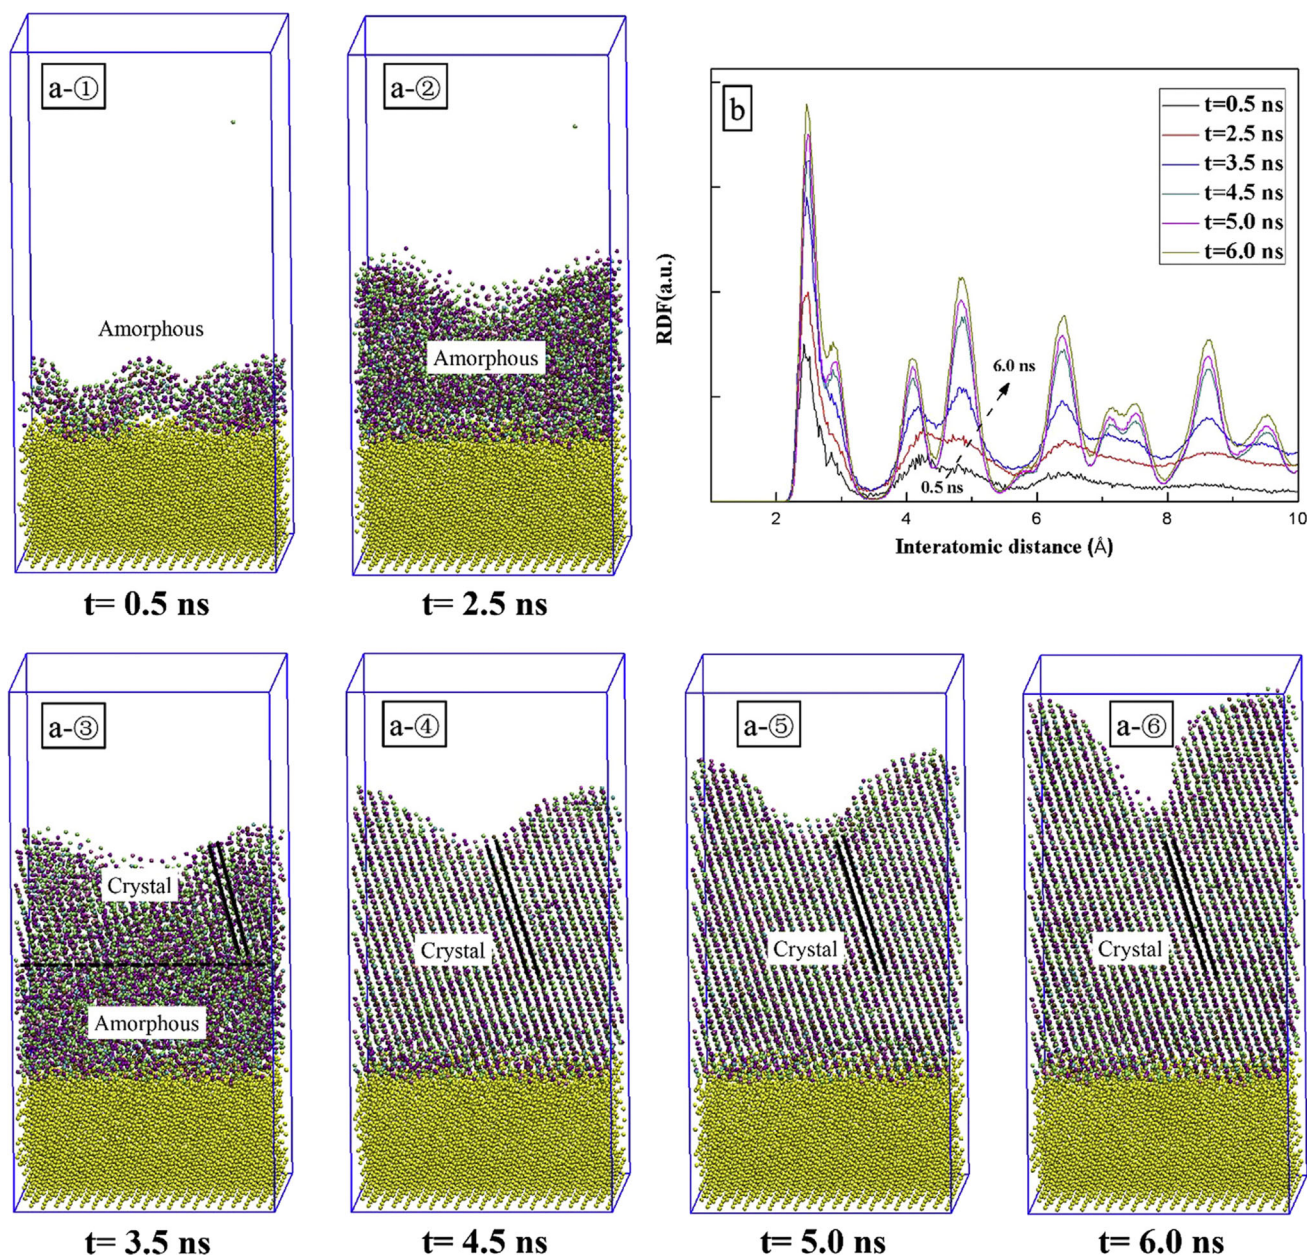 a-①
Amorphous
t= 0.5 ns
a-②
Amorphous
t= 2.5 ns
b
t=0.5 ns
t=2.5 ns
t=3.5 ns
t=4.5 ns
t=5.0 ns
t=6.0 ns
RDF(a.u.)
6.0 ns
0.5 ns
2 4 6 8 10
Interatomic distance (Å)
a-③
Crystal
Amorphous
t= 3.5 ns
a-④
Crystal
t= 4.5 ns
a-⑤
Crystal
t= 5.0 ns
a-⑥
Crystal
t= 6.0 ns